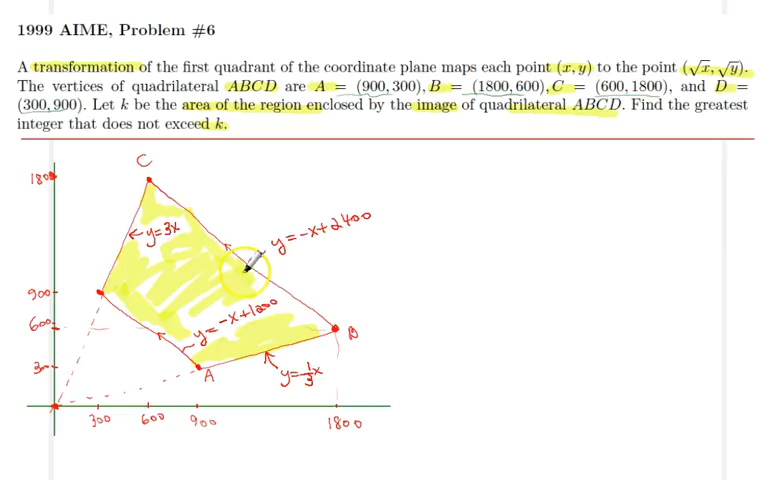 1999 AIME, Problem #6
A transformation of the first quadrant of the coordinate plane maps each point (x, y) to the point (√x, √y).
The vertices of quadrilateral ABCD are A = (900, 300), B = (1800, 600), C = (600, 1800), and D =
(300, 900). Let k be the area of the region enclosed by the image of quadrilateral ABCD. Find the greatest
integer that does not exceed k.
C
1800
y=-x+2400
y=3x
900
y=-x+1200
600
B
300
A
y=1/3x
300 600 900 1800